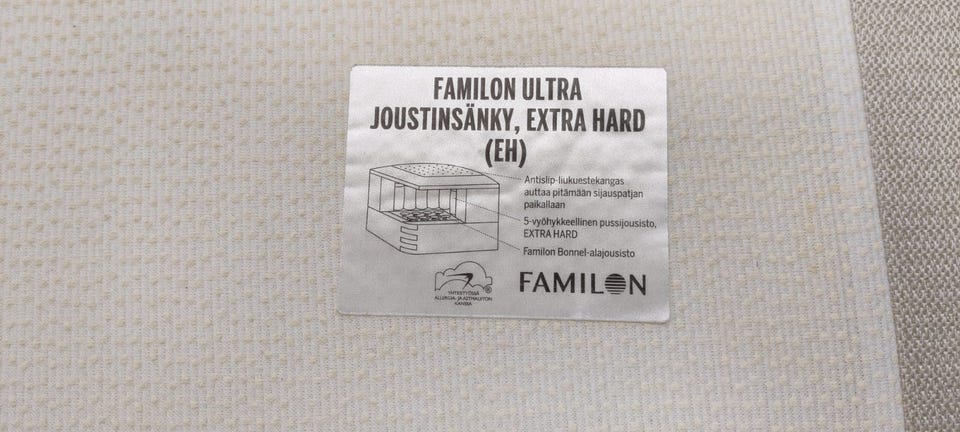 FAMILON ULTRA
JOUSTINSÄNKY, EXTRA HARD
(EH)
Antislip-liukuestekangas
auttaa pitämään sijauspatjan
paikallaan
5-vyöhykkeellinen pussijousisto,
EXTRA HARD
Familon Bonnel-alajousisto
YHTEISTYÖSSÄ
ALLERGIA- JA ASTMALIITON
KANSSA
®
FAMILON